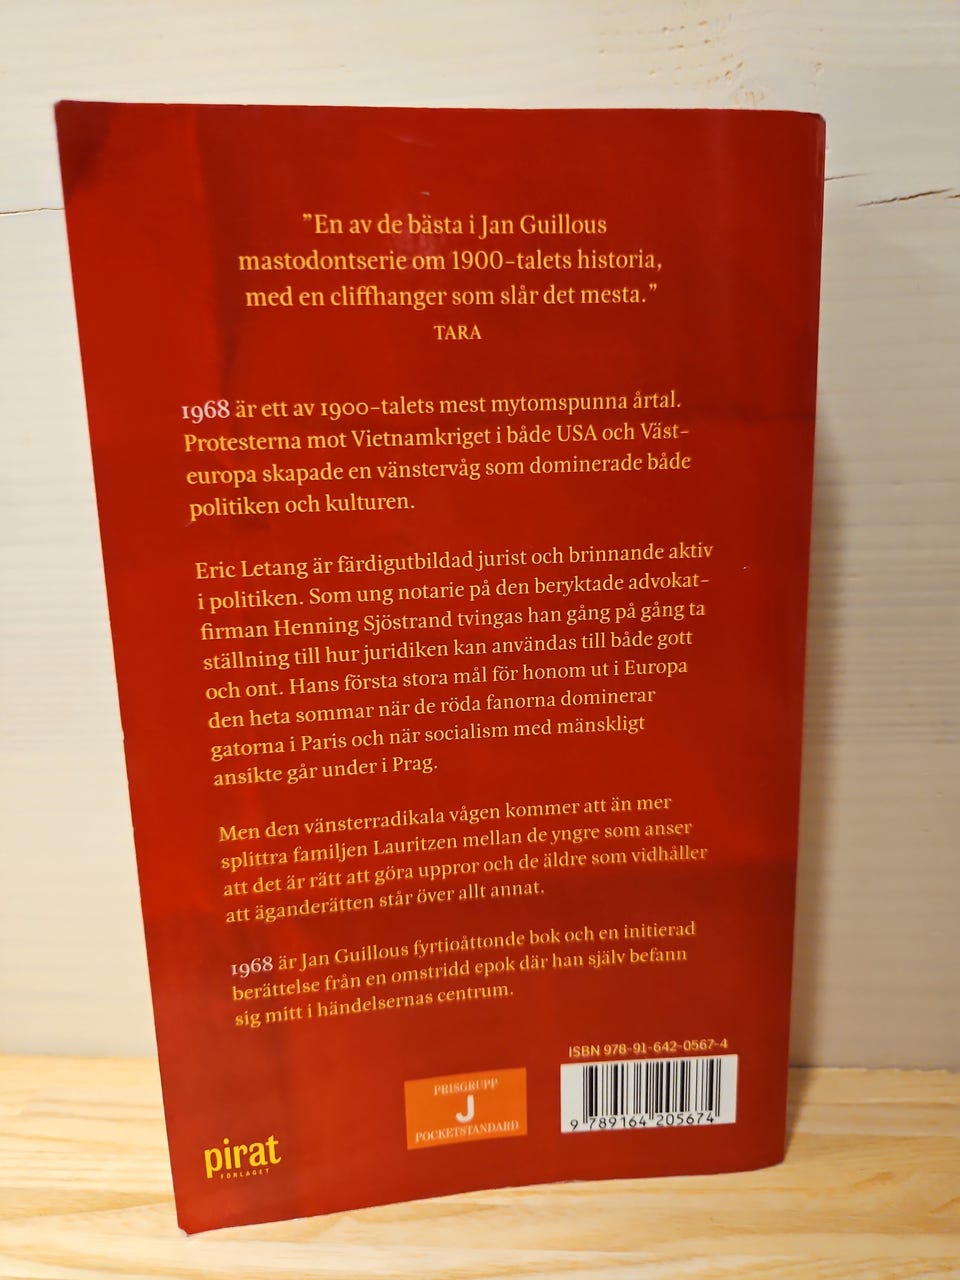 ”En av de bästa i Jan Guillous
mastodontserie om 1900-talets historia,
med en cliffhanger som slår det mesta.”
TARA
1968 är ett av 1900-talets mest mytomspunna årtal.
Protesterna mot Vietnamkriget i både USA och Väst-
europa skapade en vänstervåg som dominerade både
politiken och kulturen.
Eric Letang är färdigutbildad jurist och brinnande aktiv
i politiken. Som ung notarie på den beryktade advokat-
firman Henning Sjöstrand tvingas han gång på gång ta
ställning till hur juridiken kan användas till både gott
och ont. Hans första stora mål för honom ut i Europa
den heta sommar när de röda fanorna dominerar
gatorna i Paris och när socialism med mänskligt
ansikte går under i Prag.
Men den vänsterradikala vågen kommer att än mer
splittra familjen Lauritzen mellan de yngre som anser
att det är rätt att göra uppror och de äldre som vidhåller
att äganderätten står över allt annat.
1968 är Jan Guillous fyrtioåttonde bok och en initierad
berättelse från en omstridd epok där han själv befann
sig mitt i händelsernas centrum.
ISBN 978-91-642-0567-4
9 789164 205674
PRISGRUPP
J
POCKETSTANDARD
pirat
FÖRLAGET